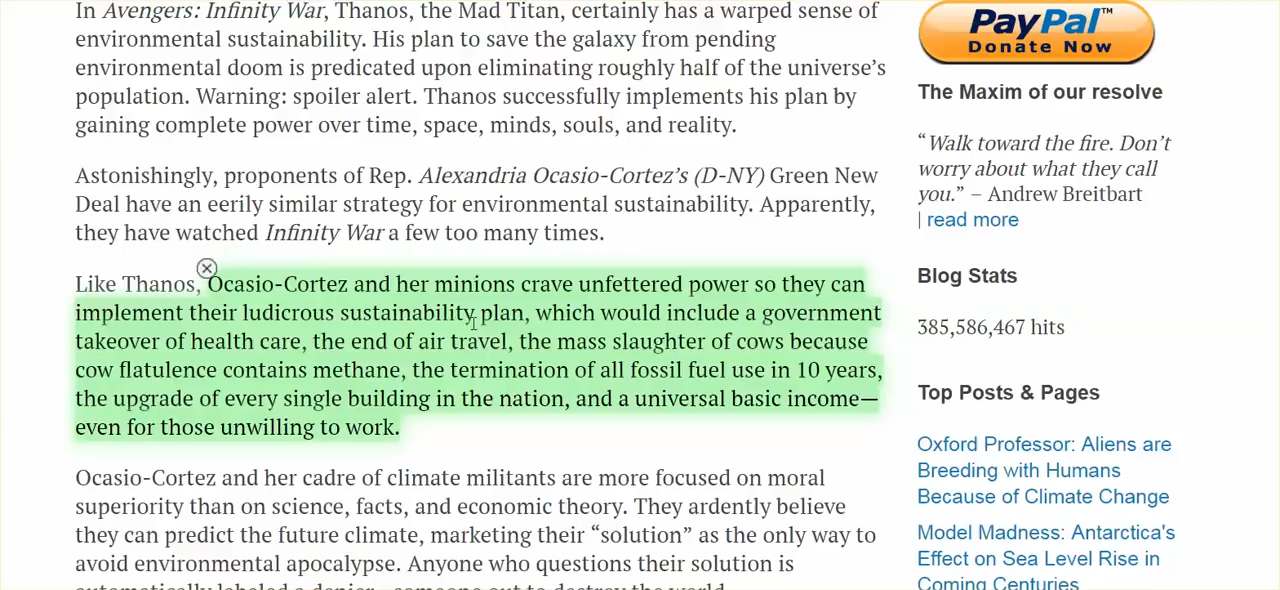 In Avengers: Infinity War, Thanos, the Mad Titan, certainly has a warped sense of
environmental sustainability. His plan to save the galaxy from pending
environmental doom is predicated upon eliminating roughly half of the universe’s
population. Warning: spoiler alert. Thanos successfully implements his plan by
gaining complete power over time, space, minds, souls, and reality.
Astonishingly, proponents of Rep. Alexandria Ocasio-Cortez’s (D-NY) Green New
Deal have an eerily similar strategy for environmental sustainability. Apparently,
they have watched Infinity War a few too many times.
Like Thanos, Ocasio-Cortez and her minions crave unfettered power so they can
implement their ludicrous sustainability plan, which would include a government
takeover of health care, the end of air travel, the mass slaughter of cows because
cow flatulence contains methane, the termination of all fossil fuel use in 10 years,
the upgrade of every single building in the nation, and a universal basic income—
even for those unwilling to work.
Ocasio-Cortez and her cadre of climate militants are more focused on moral
superiority than on science, facts, and economic theory. They ardently believe
they can predict the future climate, marketing their “solution” as the only way to
avoid environmental apocalypse. Anyone who questions their solution is
automatically labeled a denier—someone out to destroy the world.
PayPal™
Donate Now
The Maxim of our resolve
“Walk toward the fire. Don’t
worry about what they call
you.” – Andrew Breitbart
| read more
Blog Stats
385,586,467 hits
Top Posts & Pages
Oxford Professor: Aliens are
Breeding with Humans
Because of Climate Change
Model Madness: Antarctica's
Effect on Sea Level Rise in
Coming Centuries